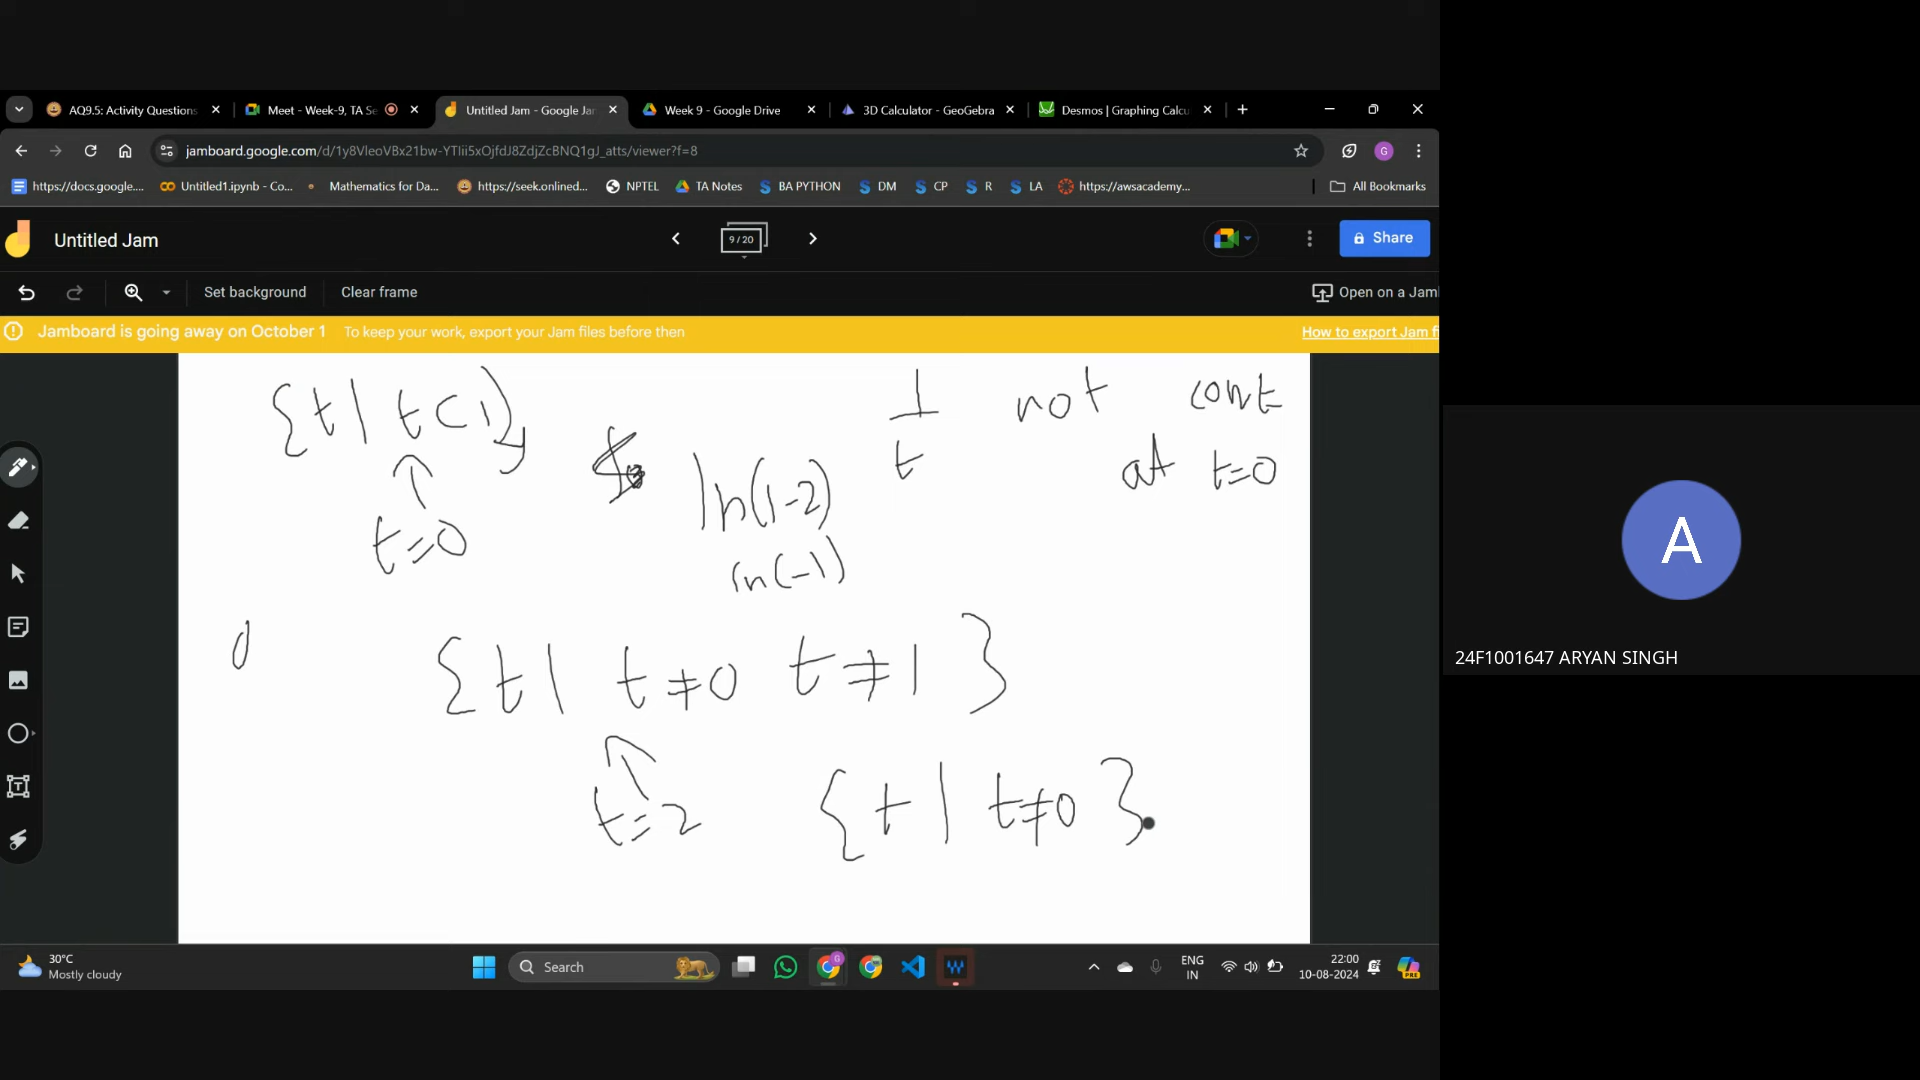 AQ9.5: Activity Questions
Meet - Week-9, TA Se
Untitled Jam - Google Ja
Week 9 - Google Drive
3D Calculator - GeoGebra
Desmos | Graphing Calcu
jamboard.google.com/d/1y8VleoVBx21bw-YTIii5xOjfdJ8ZdjZcBNQ1gJ_atts/viewer?f=8
https://docs.google....
Untitled1.ipynb - Co...
Mathematics for Da...
https://seek.onlined...
NPTEL
TA Notes
BA PYTHON
DM
CP
R
LA
https://awsacademy...
All Bookmarks
Untitled Jam
9 / 20
Share
Set background
Clear frame
Open on a Jam
Jamboard is going away on October 1 To keep your work, export your Jam files before then
How to export Jam fi
{t | t<1}
1/t not cont
at t=0
ln(1-2)
t=0
ln(-1)
{t | t≠0 t≠1 }
t=2
{t | t≠0 }
A
24F1001647 ARYAN SINGH
30°C
Mostly cloudy
Search
ENG
IN
22:00
10-08-2024